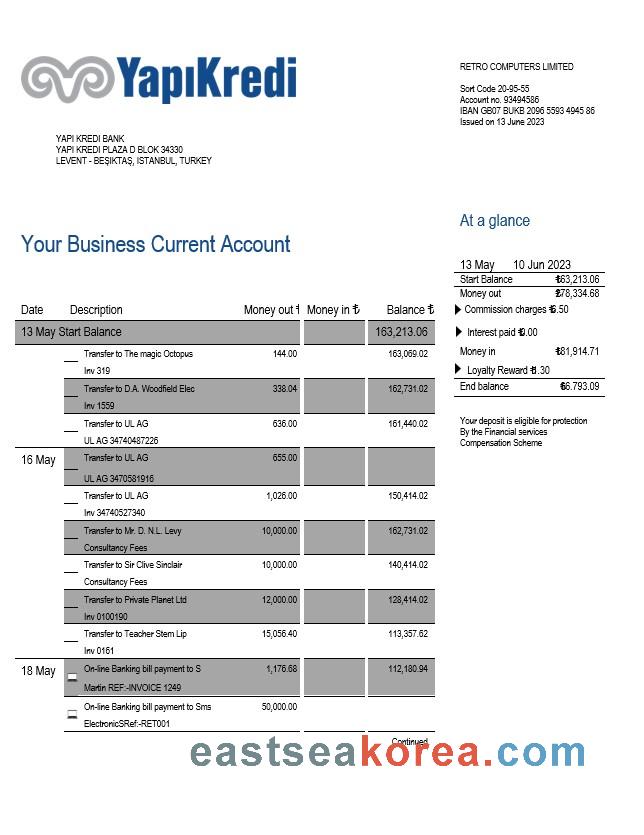 YapıKredi
RETRO COMPUTERS LIMITED
Sort Code 20-95-55
Account no. 93494586
IBAN GB07 BUKB 2096 5593 4945 86
Issued on 13 June 2023
YAPI KREDI BANK
YAPI KREDI PLAZA D BLOK 34330
LEVENT - BEŞIKTAŞ, ISTANBUL, TURKEY
At a glance
Your Business Current Account
13 May 10 Jun 2023
Start Balance ₺63,213.06
Money out ₺78,334.68
Commission charges ₺6.50
Interest paid ₺0.00
Money in ₺81,914.71
Loyalty Reward ₺1.30
End balance ₺6.793.09
Your deposit is eligible for protection
By the Financial services
Compensation Scheme
Date Description Money out Money in ₺ Balance ₺
13 May Start Balance 163,213.06
Transfer to The magic Octopus 144.00 163,069.02
Inv 319
Transfer to D.A. Woodfield Elec 338.04 162,731.02
Inv 1559
Transfer to UL AG 636.00 161,440.02
UL AG 34740487226
16 May Transfer to UL AG 655.00
UL AG 3470581916
Transfer to UL AG 1,026.00 150,414.02
Inv 34740527340
Transfer to Mr. D. N.L. Levy 10,000.00 162,731.02
Consultancy Fees
Transfer to Sir Clive Sinclair 10,000.00 140,414.02
Consultancy Fees
Transfer to Private Planet Ltd 12,000.00 128,414.02
Inv 0100190
Transfer to Teacher Stem Lip 15,056.40 113,357.62
Inv 0161
18 May On-line Banking bill payment to S 1,176.68 112,180.94
Martin REF:-INVOICE 1249
On-line Banking bill payment to Sms 50,000.00
ElectronicSRef:-RET001
Continued
eastseakorea.com